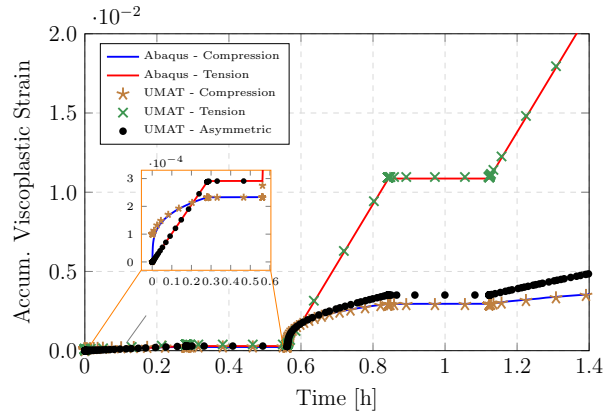 ·10⁻²
2.0
1.5
1.0
0.5
0.0
Accum. Viscoplastic Strain
Abaqus - Compression
Abaqus - Tension
UMAT - Compression
UMAT - Tension
UMAT - Asymmetric
·10⁻⁴
3
2
1
0
0 0.1 0.2 0.3 0.4 0.5 0.6
0 0.2 0.4 0.6 0.8 1 1.2 1.4
Time [h]